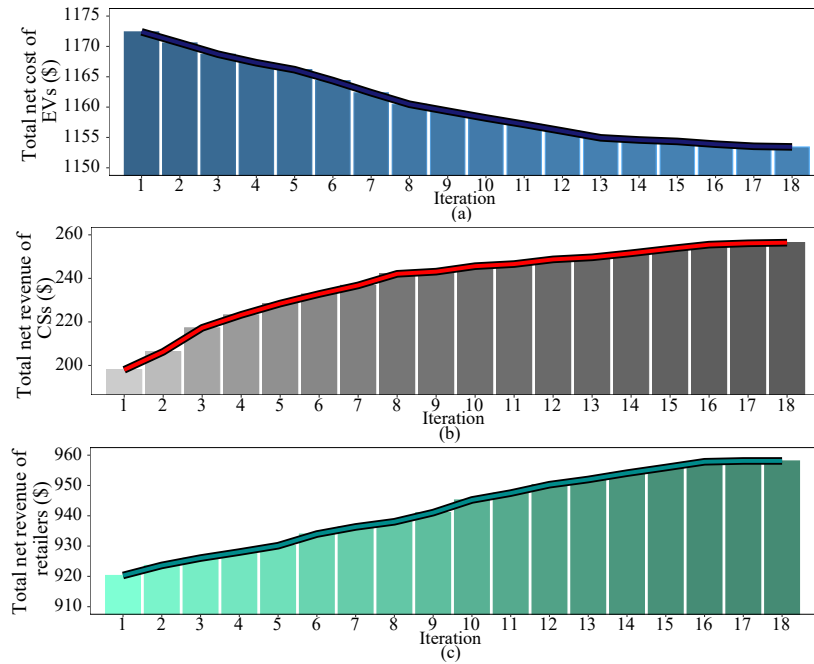 Total net cost of
EVs ($)
1175
1170
1165
1160
1155
1150
1 2 3 4 5 6 7 8 9 10 11 12 13 14 15 16 17 18
Iteration
(a)
Total net revenue of
CSs ($)
260
240
220
200
1 2 3 4 5 6 7 8 9 10 11 12 13 14 15 16 17 18
Iteration
(b)
Total net revenue of
retailers ($)
960
950
940
930
920
910
1 2 3 4 5 6 7 8 9 10 11 12 13 14 15 16 17 18
Iteration
(c)